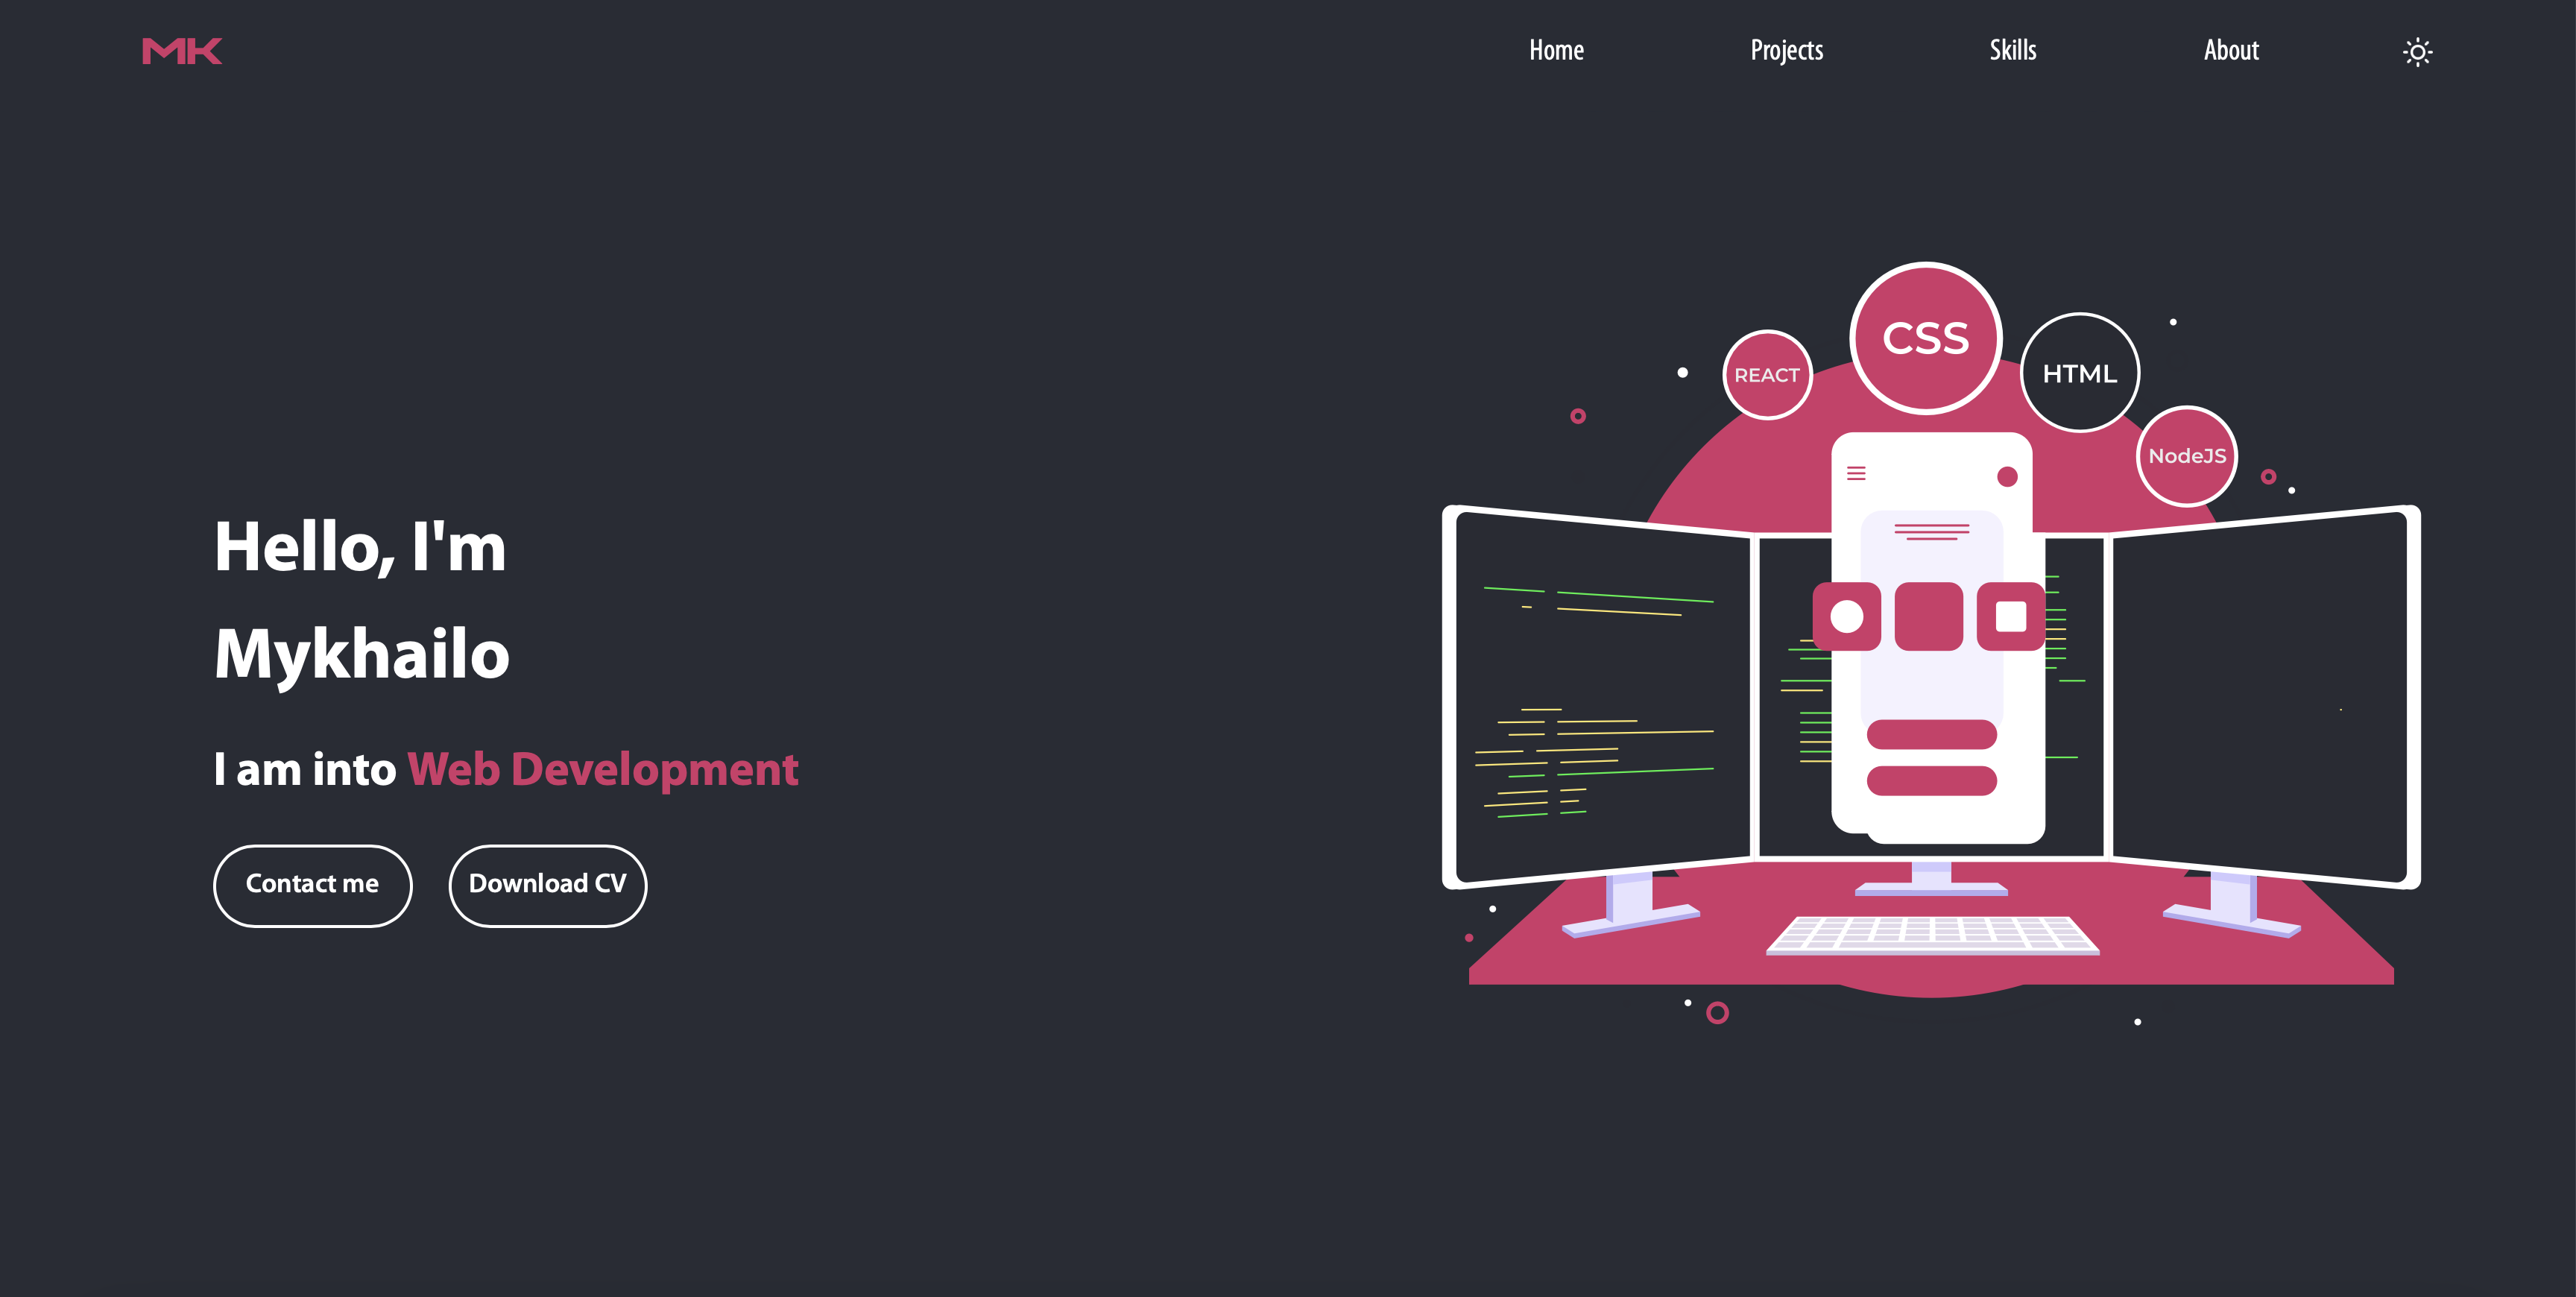 MK
Home Projects Skills About
Hello, I'm
Mykhailo
I am into Web Development
Contact me Download CV
CSS
REACT
HTML
NodeJS